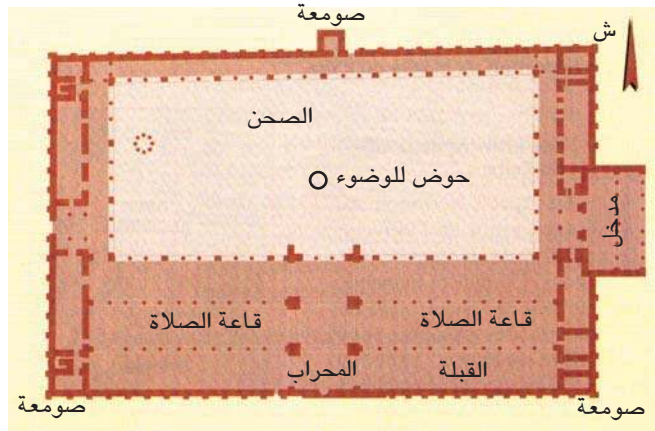 صومعة
ش
الصحن
حوض للوضوء
مدخل
قاعة الصلاة
قاعة الصلاة
القبلة
المحراب
صومعة
صومعة